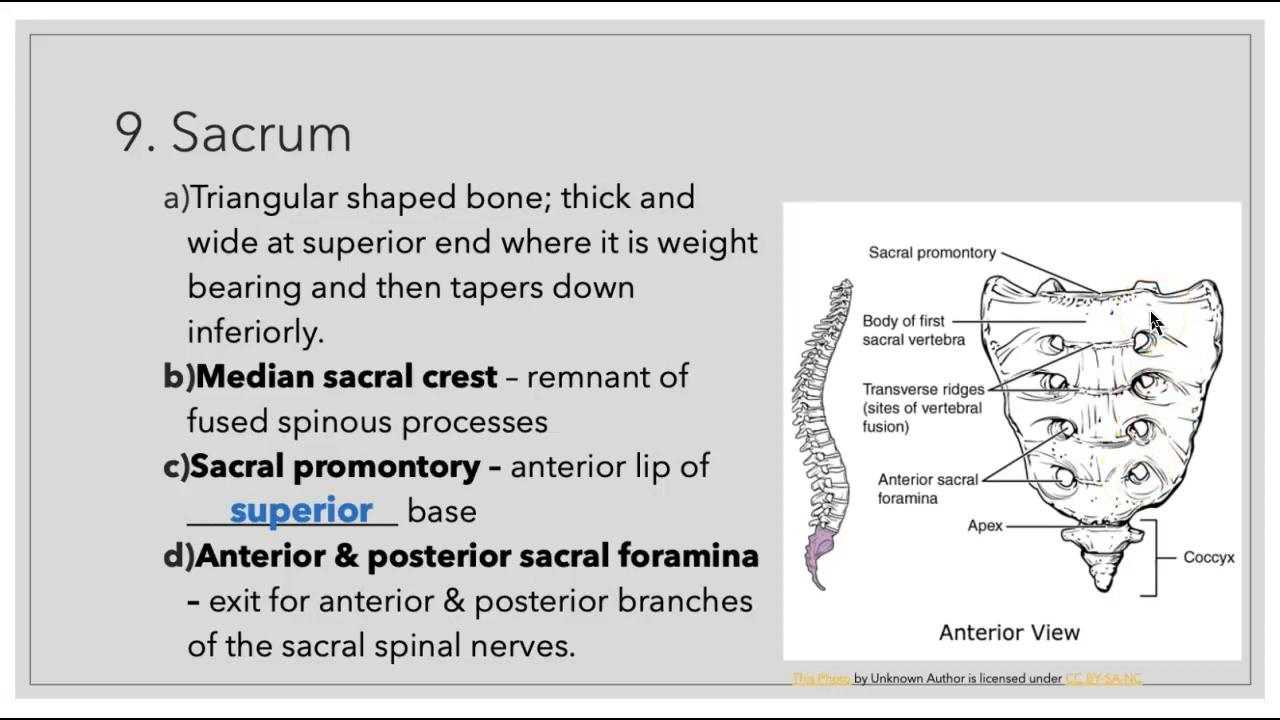 9. Sacrum
a)Triangular shaped bone; thick and
wide at superior end where it is weight
bearing and then tapers down
inferiorly.
b)Median sacral crest – remnant of
fused spinous processes
c)Sacral promontory – anterior lip of
superior base
d)Anterior & posterior sacral foramina
– exit for anterior & posterior branches
of the sacral spinal nerves.
Sacral promontory
Body of first
sacral vertebra
Transverse ridges
(sites of vertebral
fusion)
Anterior sacral
foramina
Apex
Coccyx
Anterior View
This Photo by Unknown Author is licensed under CC BY-SA-NC